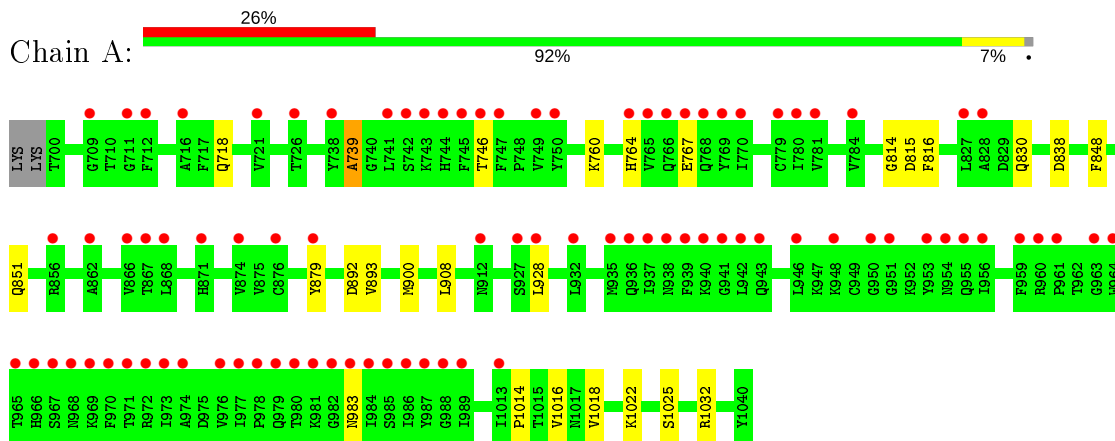 26%
Chain A:
92% 7% •
LYS LYS T700 G709 T710 G711 F712 A716 F717 Q718 V721 T726 Y738 A739 G740 L741 S742 K743 H744 F745 T746 F747 P748 V749 Y750 K760 H764 V765 Q766 E767 Q768 Y769 I770 C779 I780 V781 V784 G814 D815 F816 L827 A828 D829 Q830 D838 F848
Q851 R856 A862 V866 T867 L868 H871 V874 V875 C876 Y879 D892 V893 M900 L908 N912 S927 L928 L932 M935 Q936 I937 N938 F939 K940 G941 L942 Q943 L946 K947 K948 C949 G950 G951 K952 Y953 N954 Q955 I956 F959 R960 P961 T962 G963 W964
T965 H966 S967 N968 K969 F970 T971 R972 I973 A974 D975 V976 I977 P978 Q979 T980 K981 G982 N983 I984 S985 I986 Y987 G988 I989 I1013 P1014 T1015 V1016 N1017 V1018 K1022 S1025 R1032 Y1040